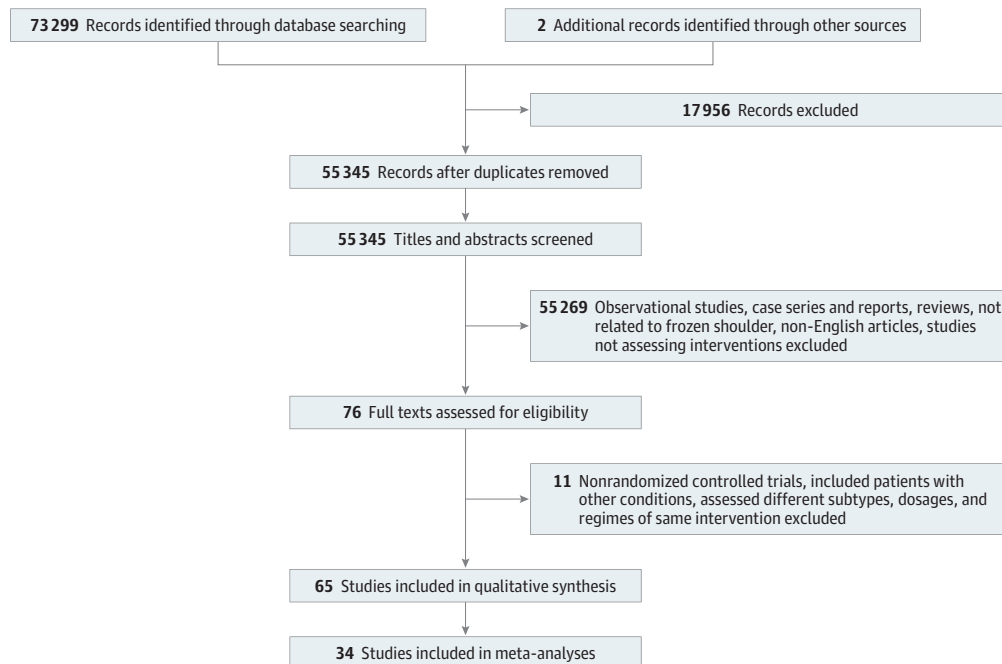 73 299 Records identified through database searching
2 Additional records identified through other sources
17 956 Records excluded
55 345 Records after duplicates removed
55 345 Titles and abstracts screened
55 269 Observational studies, case series and reports, reviews, not
related to frozen shoulder, non-English articles, studies
not assessing interventions excluded
76 Full texts assessed for eligibility
11 Nonrandomized controlled trials, included patients with
other conditions, assessed different subtypes, dosages, and
regimes of same intervention excluded
65 Studies included in qualitative synthesis
34 Studies included in meta-analyses